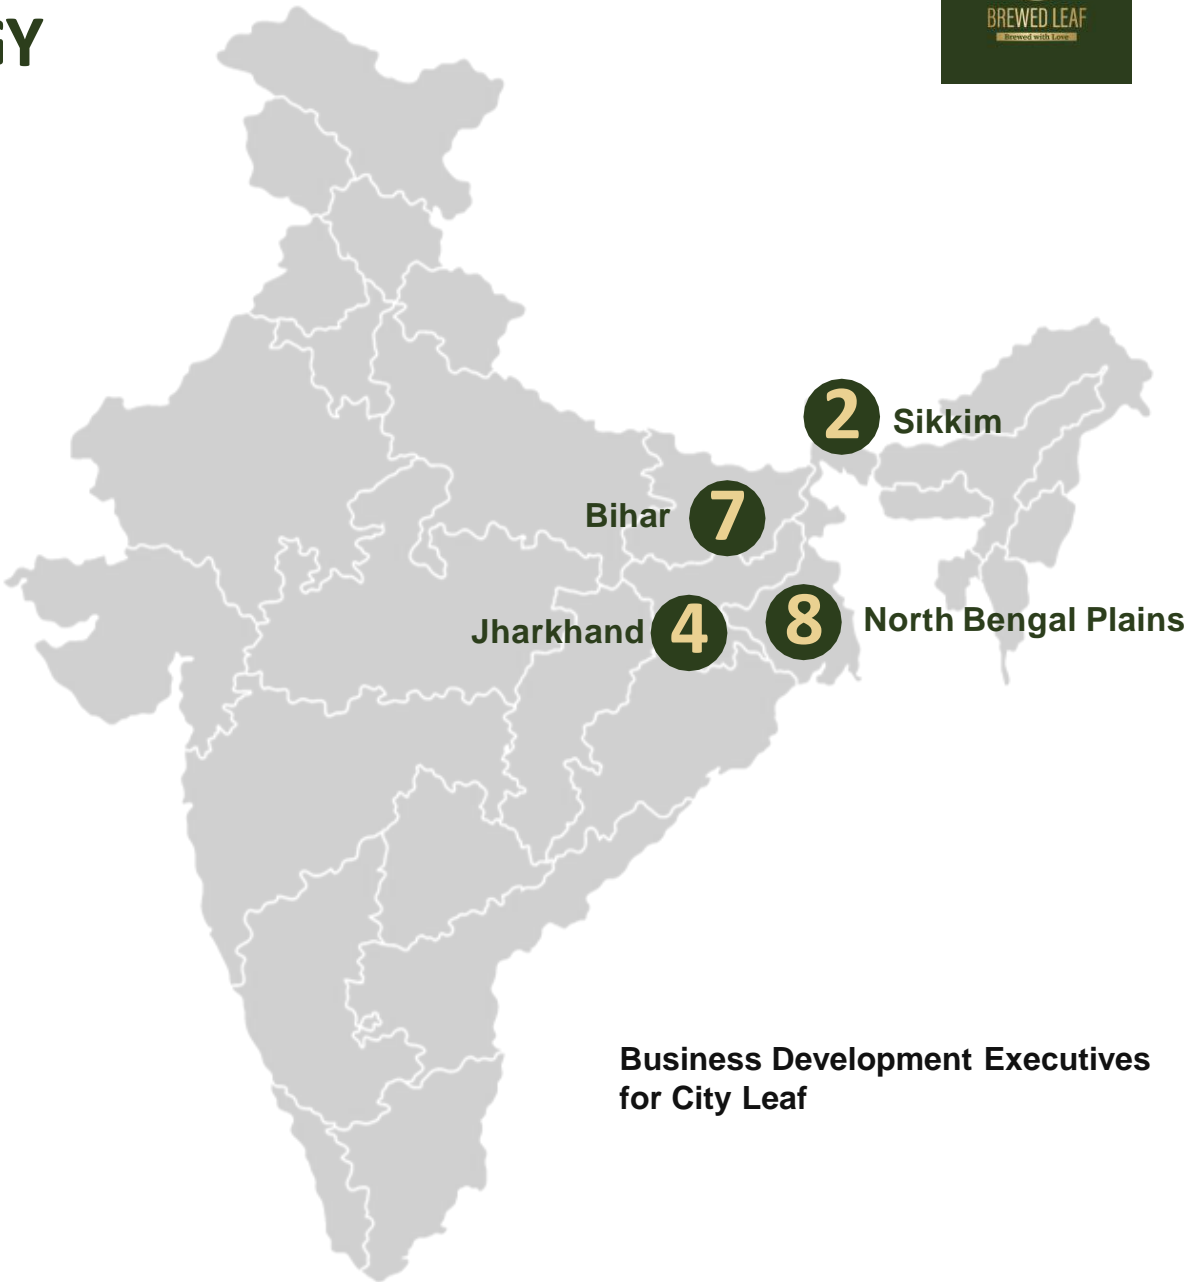 GY
BREWED LEAF
Brewed with Love
2 Sikkim
Bihar 7
Jharkhand 4
8 North Bengal Plains
Business Development Executives
for City Leaf